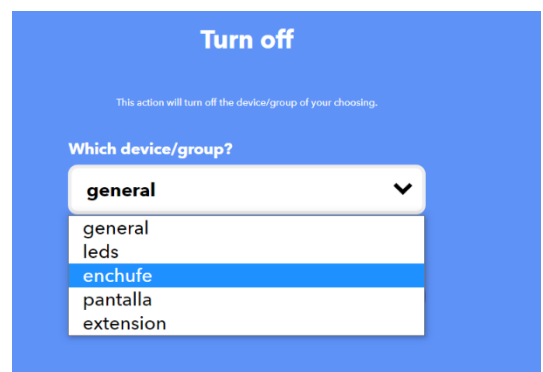 Turn off
This action will turn off the device/group of your choosing.
Which device/group?
general
general
leds
enchufe
pantalla
extension